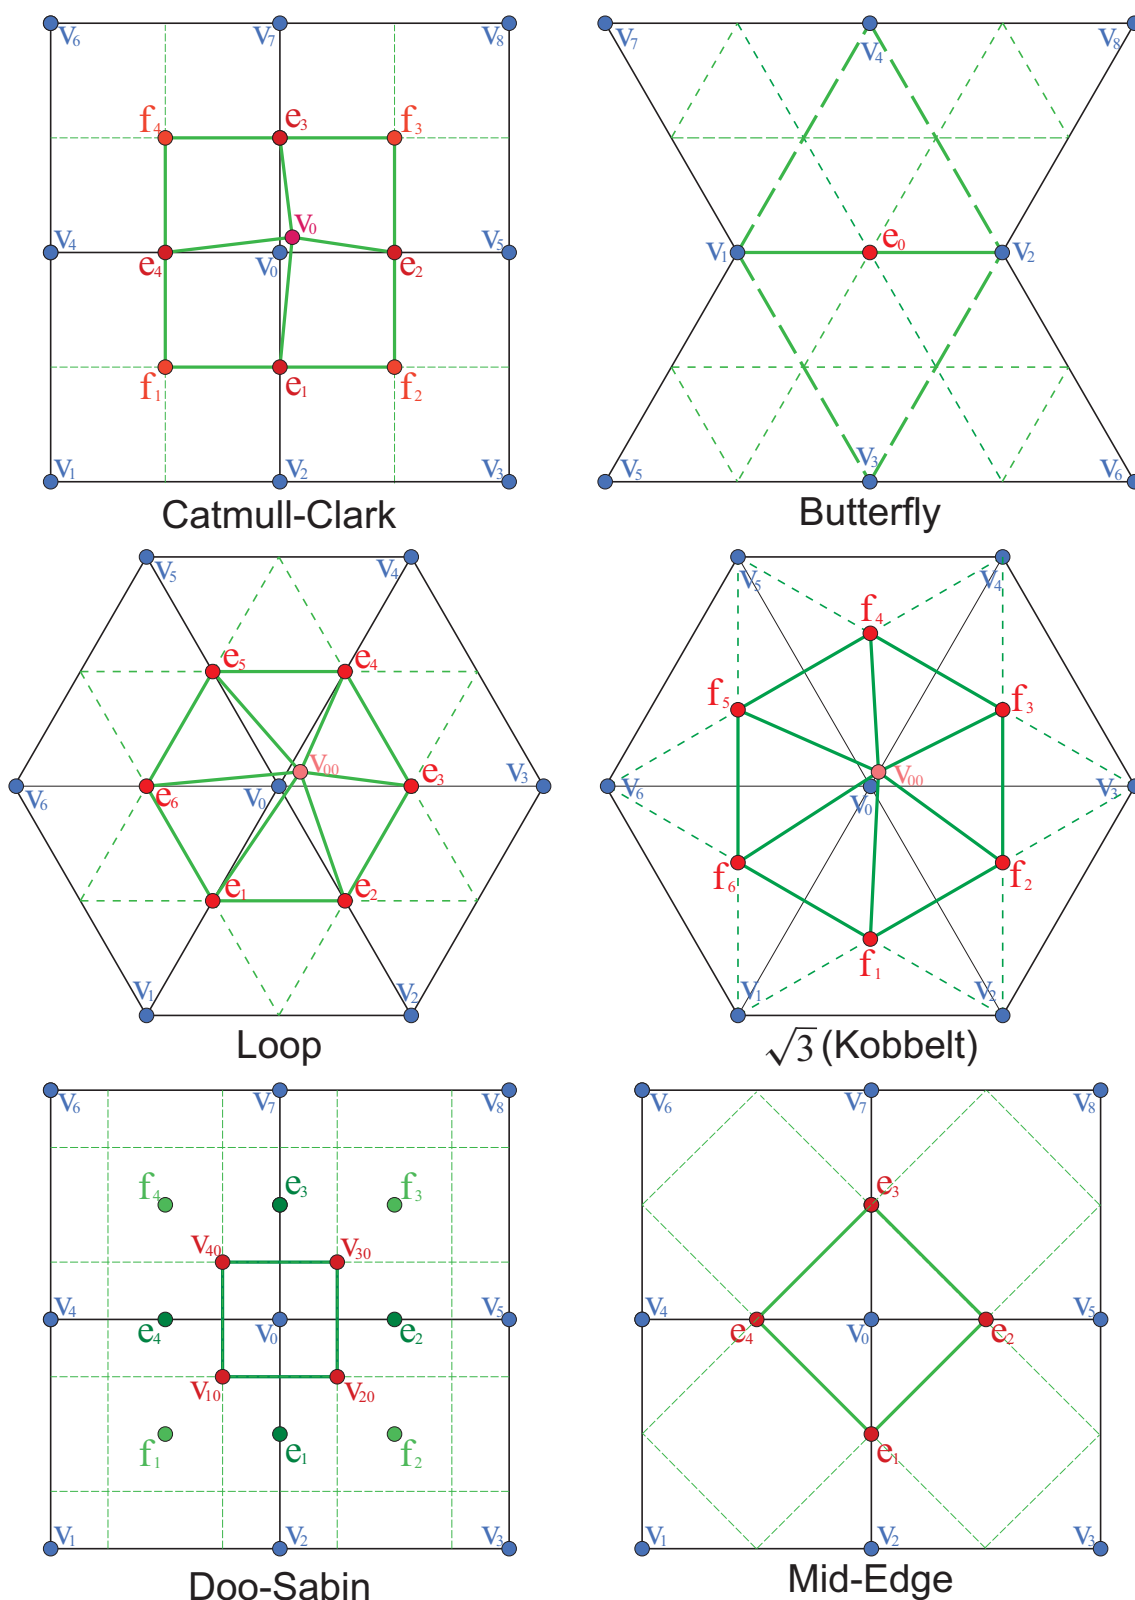 V6 V7 V8
f4 e3 f3
V0
V4 e4 V0 e2 V5
f1 e1 f2
V1 V2 V3
Catmull-Clark
V7 V4 V8
V1 e0 V2
V5 V3 V6
Butterfly
V5 V4
e5 e4
V00
V6 e6 V0 e3 V3
e1 e2
V1 V2
Loop
V5 V4
f4
f5 f3
V00
V6 V0 V3
f6 f2
f1
V1 V2
√3 (Kobbelt)
V6 V7 V8
f4 e3 f3
V40 V30
V4 e4 V0 e2 V5
V10 V20
f1 e1 f2
V1 V2 V3
Doo-Sabin
V6 V7 V8
e3
V4 e4 V0 e2 V5
e1
V1 V2 V3
Mid-Edge